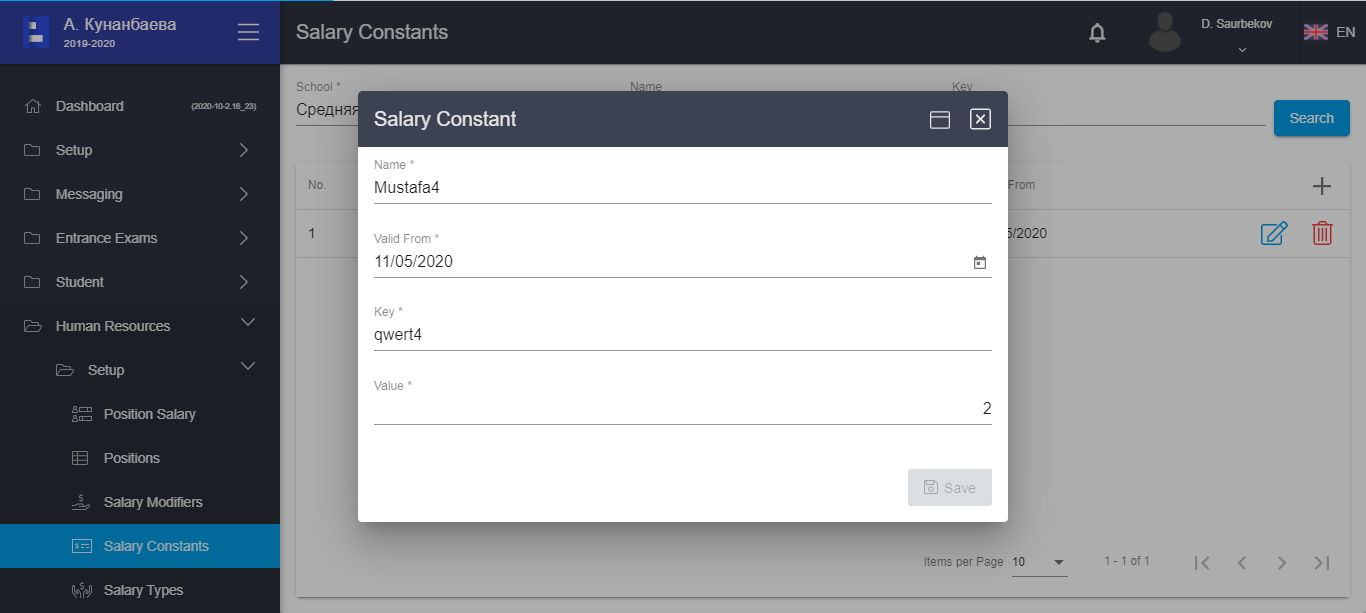 А. Кунанбаева
2019-2020
Salary Constants
D. Saurbekov
EN
Dashboard
(2020-10-2.16_23)
Setup
Messaging
Entrance Exams
Student
Human Resources
Setup
Position Salary
Positions
Salary Modifiers
Salary Constants
Salary Types
School *
Name
Key
Средняя
Search
No.
From
1
5/2020
Salary Constant
Name *
Mustafa4
Valid From *
11/05/2020
Key *
qwert4
Value *
2
Save
Items per Page
10
1 - 1 of 1